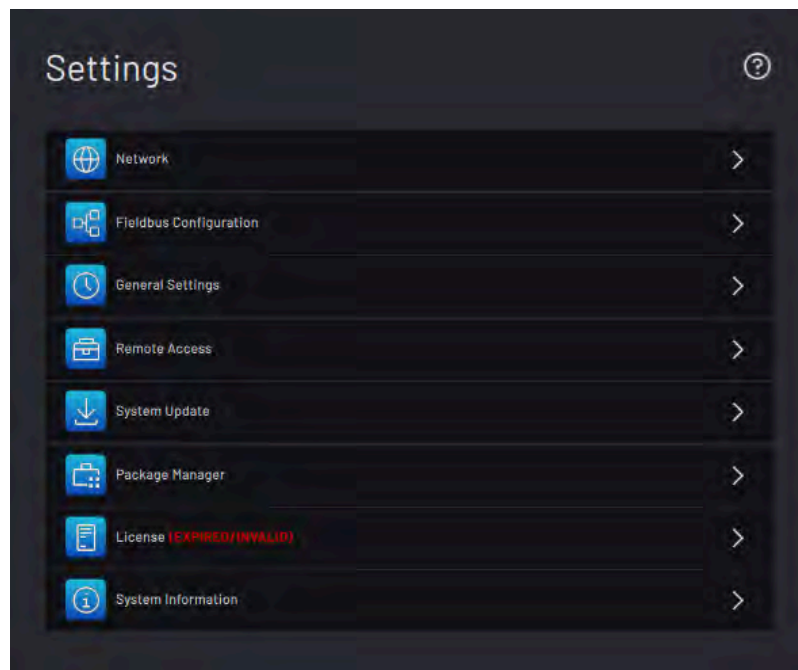 Settings
Network
Fieldbus Configuration
General Settings
Remote Access
System Update
Package Manager
License (EXPIRED/INVALID)
System Information